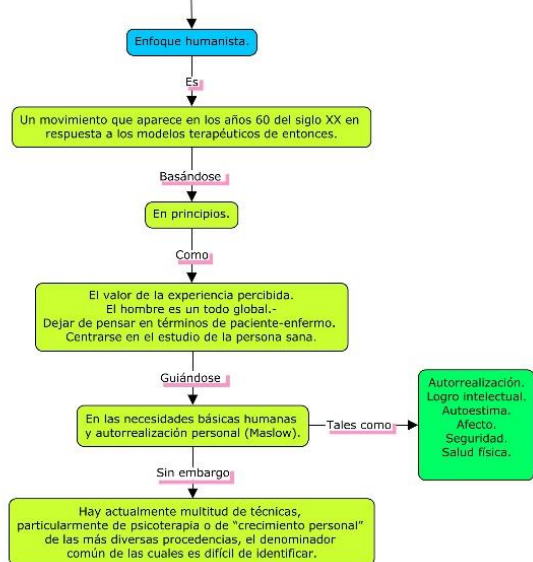 Enfoque humanista.
Es
Un movimiento que aparece en los años 60 del siglo XX en
respuesta a los modelos terapéuticos de entonces.
Basándose
En principios.
Como
El valor de la experiencia percibida.
El hombre es un todo global.-
Dejar de pensar en términos de paciente-enfermo.
Centrarse en el estudio de la persona sana.
Guiándose
En las necesidades básicas humanas
y autorrealización personal (Maslow).
Tales como
Autorrealización.
Logro intelectual.
Autoestima.
Afecto.
Seguridad.
Salud física.
Sin embargo
Hay actualmente multitud de técnicas,
particularmente de psicoterapia o de “crecimiento personal”
de las más diversas procedencias, el denominador
común de las cuales es difícil de identificar.